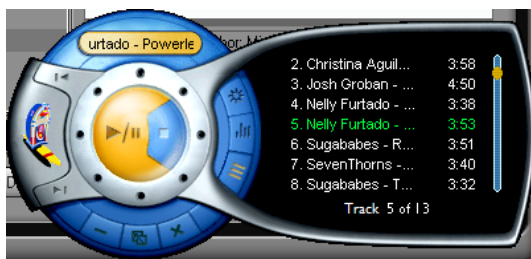 urtado - Powerle
hor: Mi
2. Christina Aguil... 3:58
3. Josh Groban - ... 4:50
4. Nelly Furtado - ... 3:38
5. Nelly Furtado - ... 3:53
6. Sugababes - R... 3:51
7. SevenThorns -... 3:40
8. Sugababes - T... 3:32
Track 5 of 13
D